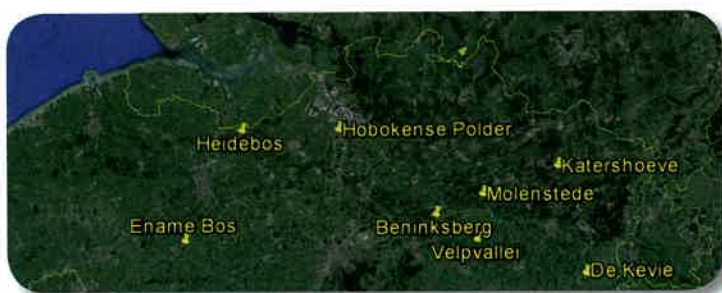 Heidebos
Hobokense Polder
Katershoeve
Molenstede
Ename Bos
Beninksberg
Velpvallei
De Kevie